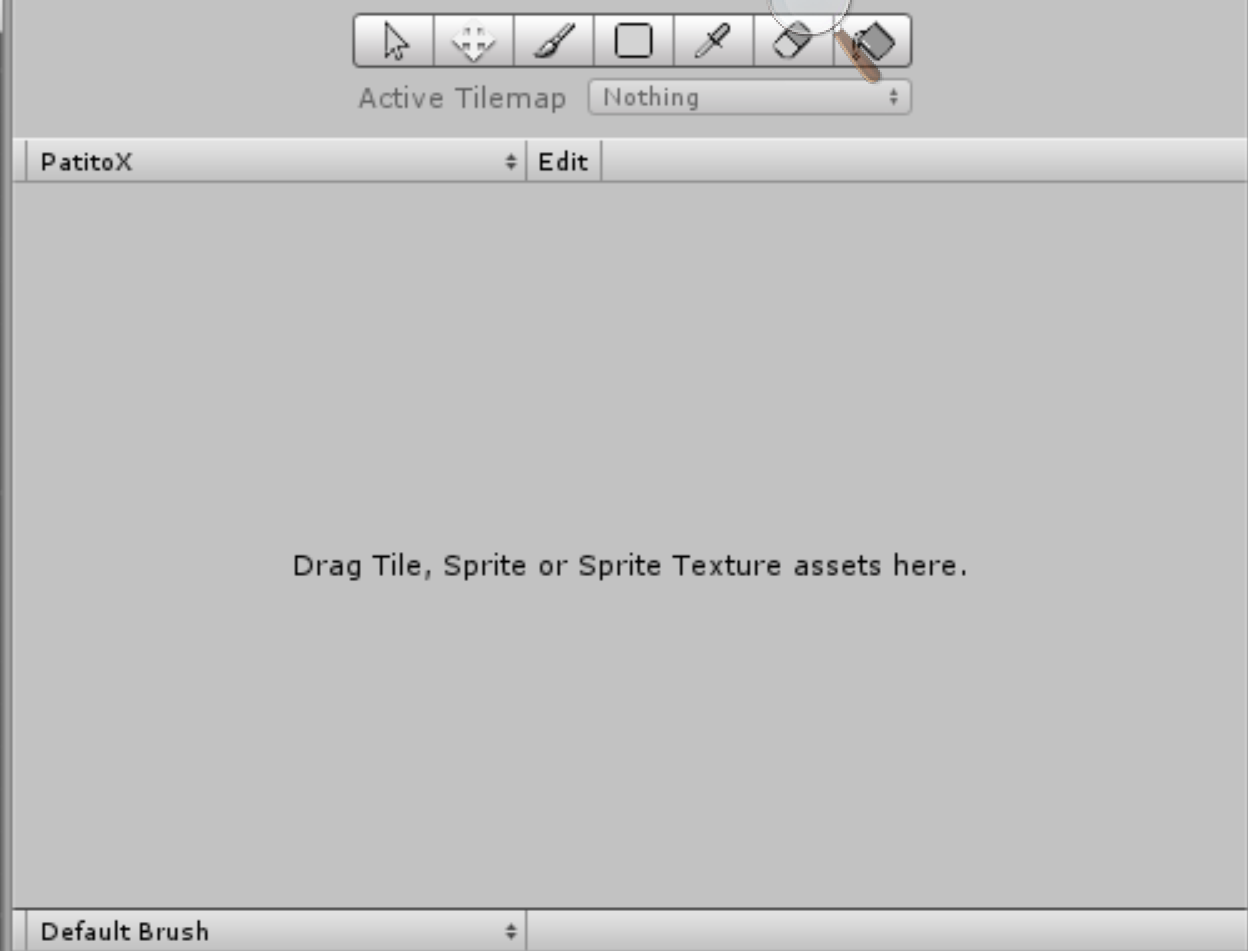 Active Tilemap Nothing
PatitoX Edit
Drag Tile, Sprite or Sprite Texture assets here.
Default Brush